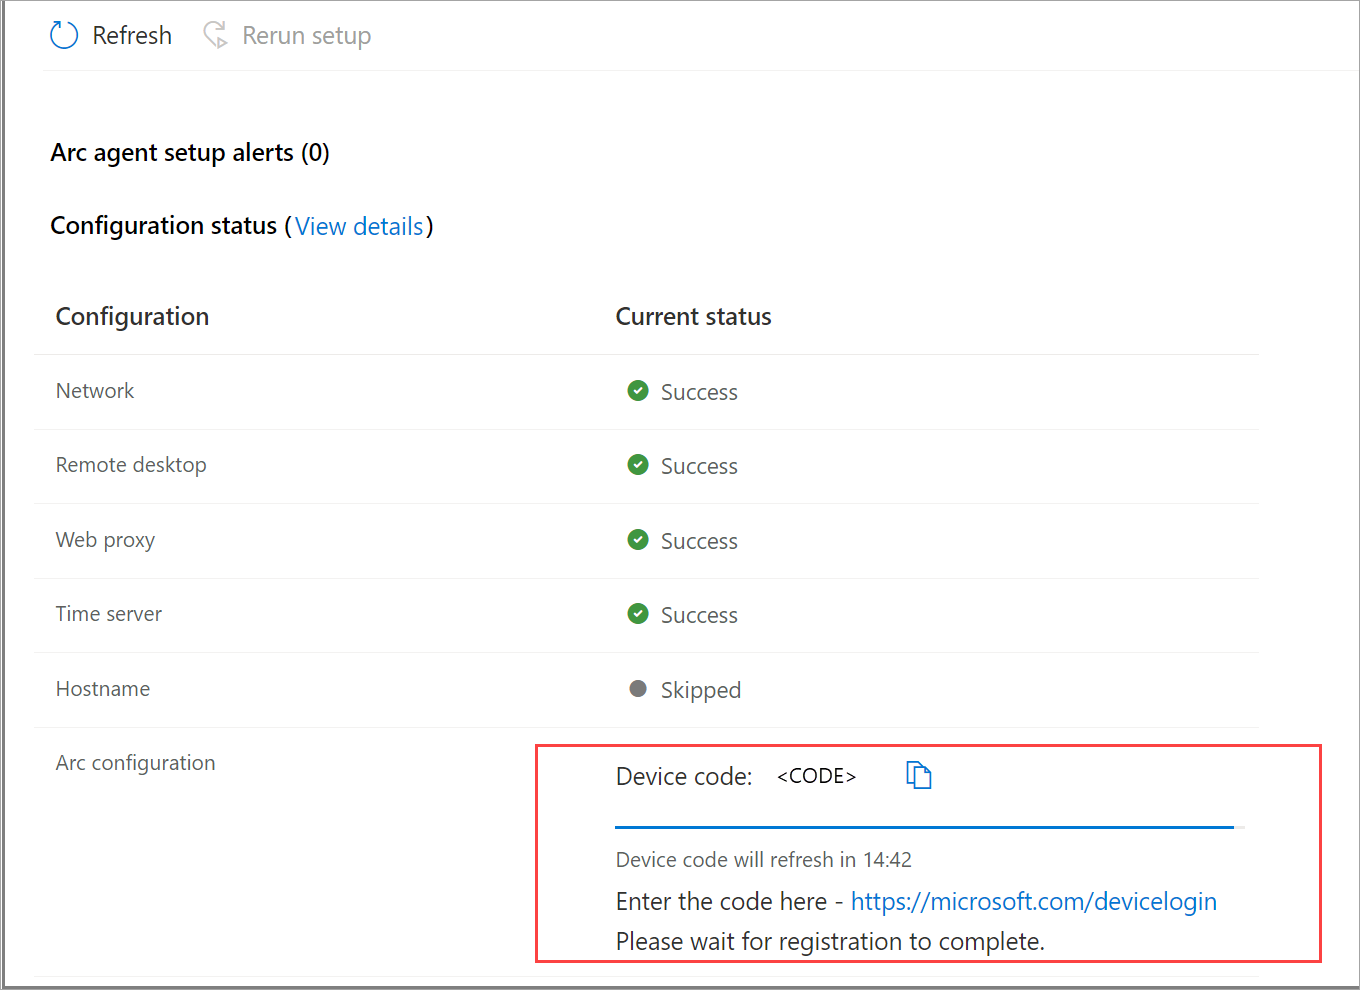 Refresh Rerun setup
Arc agent setup alerts (0)
Configuration status (View details)
Configuration Current status
Network Success
Remote desktop Success
Web proxy Success
Time server Success
Hostname Skipped
Arc configuration
Device code: <CODE>
Device code will refresh in 14:42
Enter the code here - https://microsoft.com/devicelogin
Please wait for registration to complete.